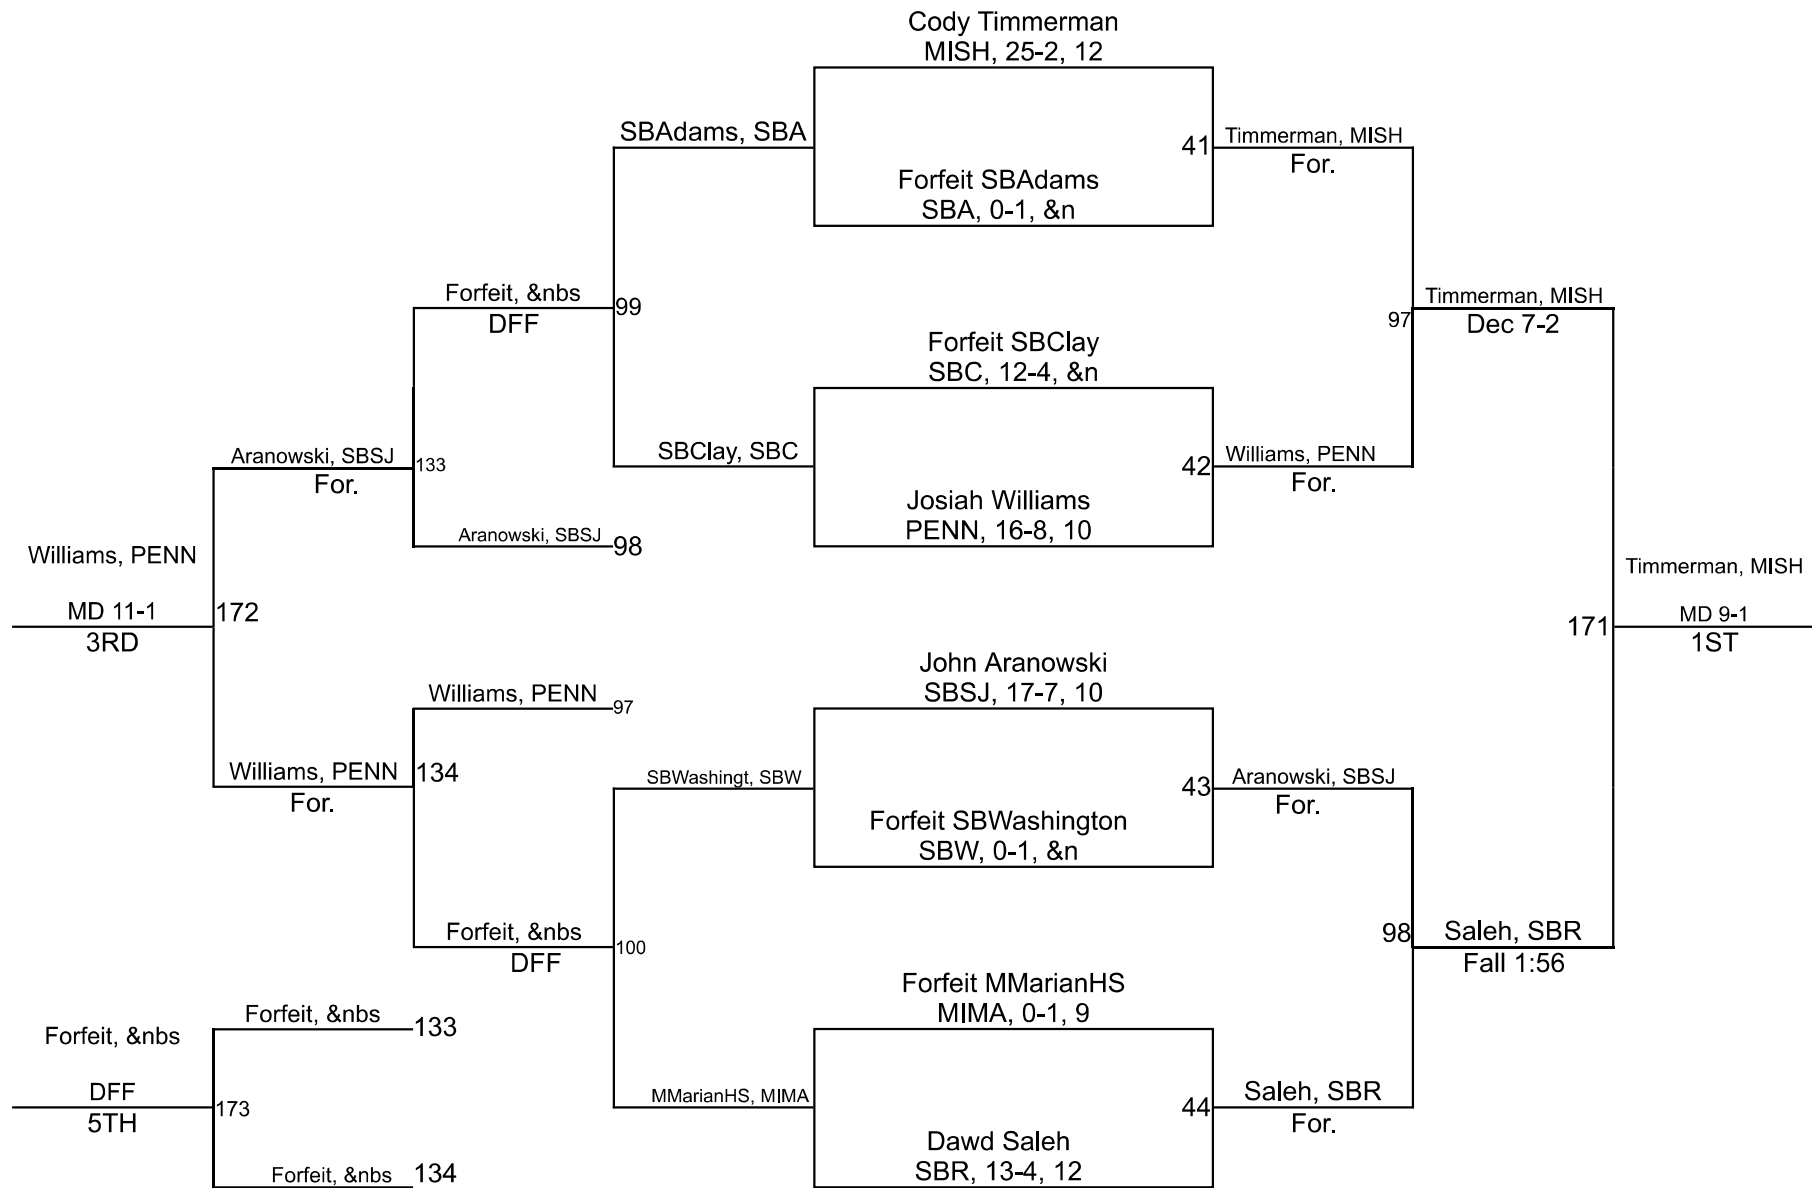 Cody Timmerman
MISH, 25-2, 12
SBAdams, SBA
41
Timmerman, MISH
For.
Forfeit SBAdams
SBA, 0-1, &n
Forfeit, &nbs
DFF
99
Timmerman, MISH
Dec 7-2
97
Forfeit SBClay
SBC, 12-4, &n
SBClay, SBC
42
Williams, PENN
For.
Aranowski, SBSJ
For.
133
Josiah Williams
PENN, 16-8, 10
Aranowski, SBSJ
98
Williams, PENN
MD 11-1
3RD
172
Timmerman, MISH
MD 9-1
1ST
171
John Aranowski
SBSJ, 17-7, 10
Williams, PENN
97
Williams, PENN
For.
134
SBWashingt, SBW
43
Aranowski, SBSJ
For.
Forfeit SBWashington
SBW, 0-1, &n
Forfeit, &nbs
DFF
100
98
Saleh, SBR
Fall 1:56
Forfeit MMarianHS
MIMA, 0-1, 9
Forfeit, &nbs
133
Forfeit, &nbs
DFF
5TH
173
MMarianHS, MIMA
44
Saleh, SBR
For.
Dawd Saleh
SBR, 13-4, 12
Forfeit, &nbs
134